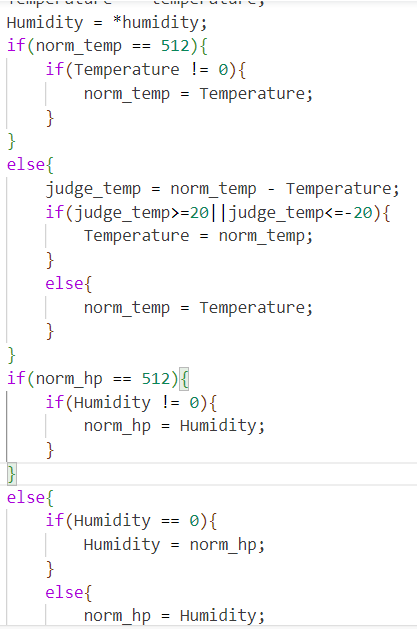 Humidity = *humidity;
if(norm_temp == 512){
    if(Temperature != 0){
        norm_temp = Temperature;
    }
}
else{
    judge_temp = norm_temp - Temperature;
    if(judge_temp>=20||judge_temp<=-20){
        Temperature = norm_temp;
    }
    else{
        norm_temp = Temperature;
    }
}
if(norm_hp == 512){
    if(Humidity != 0){
        norm_hp = Humidity;
    }
}
else{
    if(Humidity == 0){
        Humidity = norm_hp;
    }
    else{
        norm_hp = Humidity;